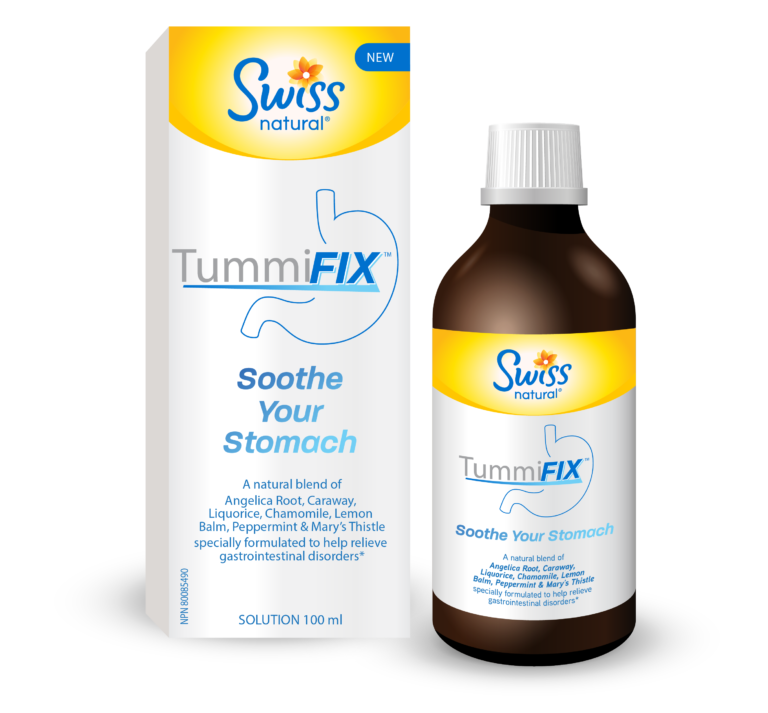 NEW
Swiss
natural®
TummiFIX™
Soothe
Your
Stomach
A natural blend of
Angelica Root, Caraway,
Liquorice, Chamomile, Lemon
Balm, Peppermint & Mary's Thistle
specially formulated to help relieve
gastrointestinal disorders*
NPN 80085490
SOLUTION 100 ml
Swiss
natural®
TummiFIX™
Soothe Your Stomach
A natural blend of
Angelica Root, Caraway,
Liquorice, Chamomile, Lemon
Balm, Peppermint & Mary's Thistle
specially formulated to help relieve
gastrointestinal disorders*